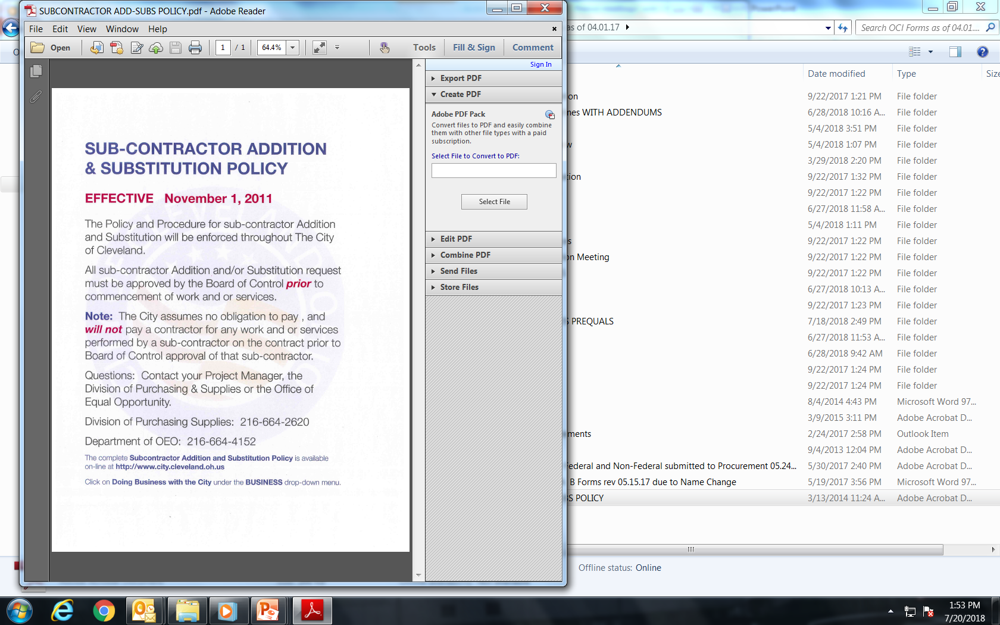 SUBCONTRACTOR ADD-SUBS POLICY.pdf - Adobe Reader
File Edit View Window Help
Open 1 / 1 64.4% Tools Fill & Sign Comment
Sign In
Export PDF
Create PDF
Adobe PDF Pack
Convert files to PDF and easily combine
them with other file types with a paid
subscription.
Select File to Convert to PDF:
Select File
Edit PDF
Combine PDF
Send Files
Store Files
SUB-CONTRACTOR ADDITION
& SUBSTITUTION POLICY
EFFECTIVE November 1, 2011
The Policy and Procedure for sub-contractor Addition
and Substitution will be enforced throughout The City
of Cleveland.
All sub-contractor Addition and/or Substitution request
must be approved by the Board of Control prior to
commencement of work and or services.
Note: The City assumes no obligation to pay , and
will not pay a contractor for any work and or services
performed by a sub-contractor on the contract prior to
Board of Control approval of that sub-contractor.
Questions: Contact your Project Manager, the
Division of Purchasing & Supplies or the Office of
Equal Opportunity.
Division of Purchasing Supplies: 216-664-2620
Department of OEO: 216-664-4152
The complete Subcontractor Addition and Substitution Policy is available
on-line at http://www.city.cleveland.oh.us
Click on Doing Business with the City under the BUSINESS drop-down menu.
as of 04.01.17
Search OCI Forms as of 04.01....
Date modified Type Size
on 9/22/2017 1:21 PM File folder
nes WITH ADDENDUMS 6/28/2018 10:16 A... File folder
5/4/2018 3:51 PM File folder
w 5/4/2018 1:07 PM File folder
3/29/2018 2:20 PM File folder
tion 9/22/2017 1:32 PM File folder
9/22/2017 1:22 PM File folder
6/27/2018 11:58 A... File folder
5/4/2018 1:11 PM File folder
es 9/22/2017 1:22 PM File folder
on Meeting 9/22/2017 1:22 PM File folder
9/22/2017 1:22 PM File folder
6/27/2018 10:13 A... File folder
9/22/2017 1:23 PM File folder
S PREQUALS 7/18/2018 2:49 PM File folder
6/27/2018 11:53 A... File folder
6/28/2018 9:42 AM File folder
9/22/2017 1:24 PM File folder
9/22/2017 1:24 PM File folder
8/4/2014 4:43 PM Microsoft Word 97...
3/9/2015 3:11 PM Adobe Acrobat D...
ments 2/24/2017 2:58 PM Outlook Item
9/4/2013 12:04 PM Adobe Acrobat D...
Federal and Non-Federal submitted to Procurement 05.24... 5/30/2017 2:40 PM Adobe Acrobat D...
B Forms rev 05.15.17 due to Name Change 5/19/2017 3:56 PM Microsoft Word 97...
BS POLICY 3/13/2014 11:24 A... Adobe Acrobat D...
Offline status: Online
1:53 PM
7/20/2018